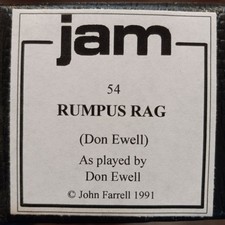 jam
54
RUMPUS RAG
(Don Ewell)
As played by
Don Ewell
© John Farrell 1991